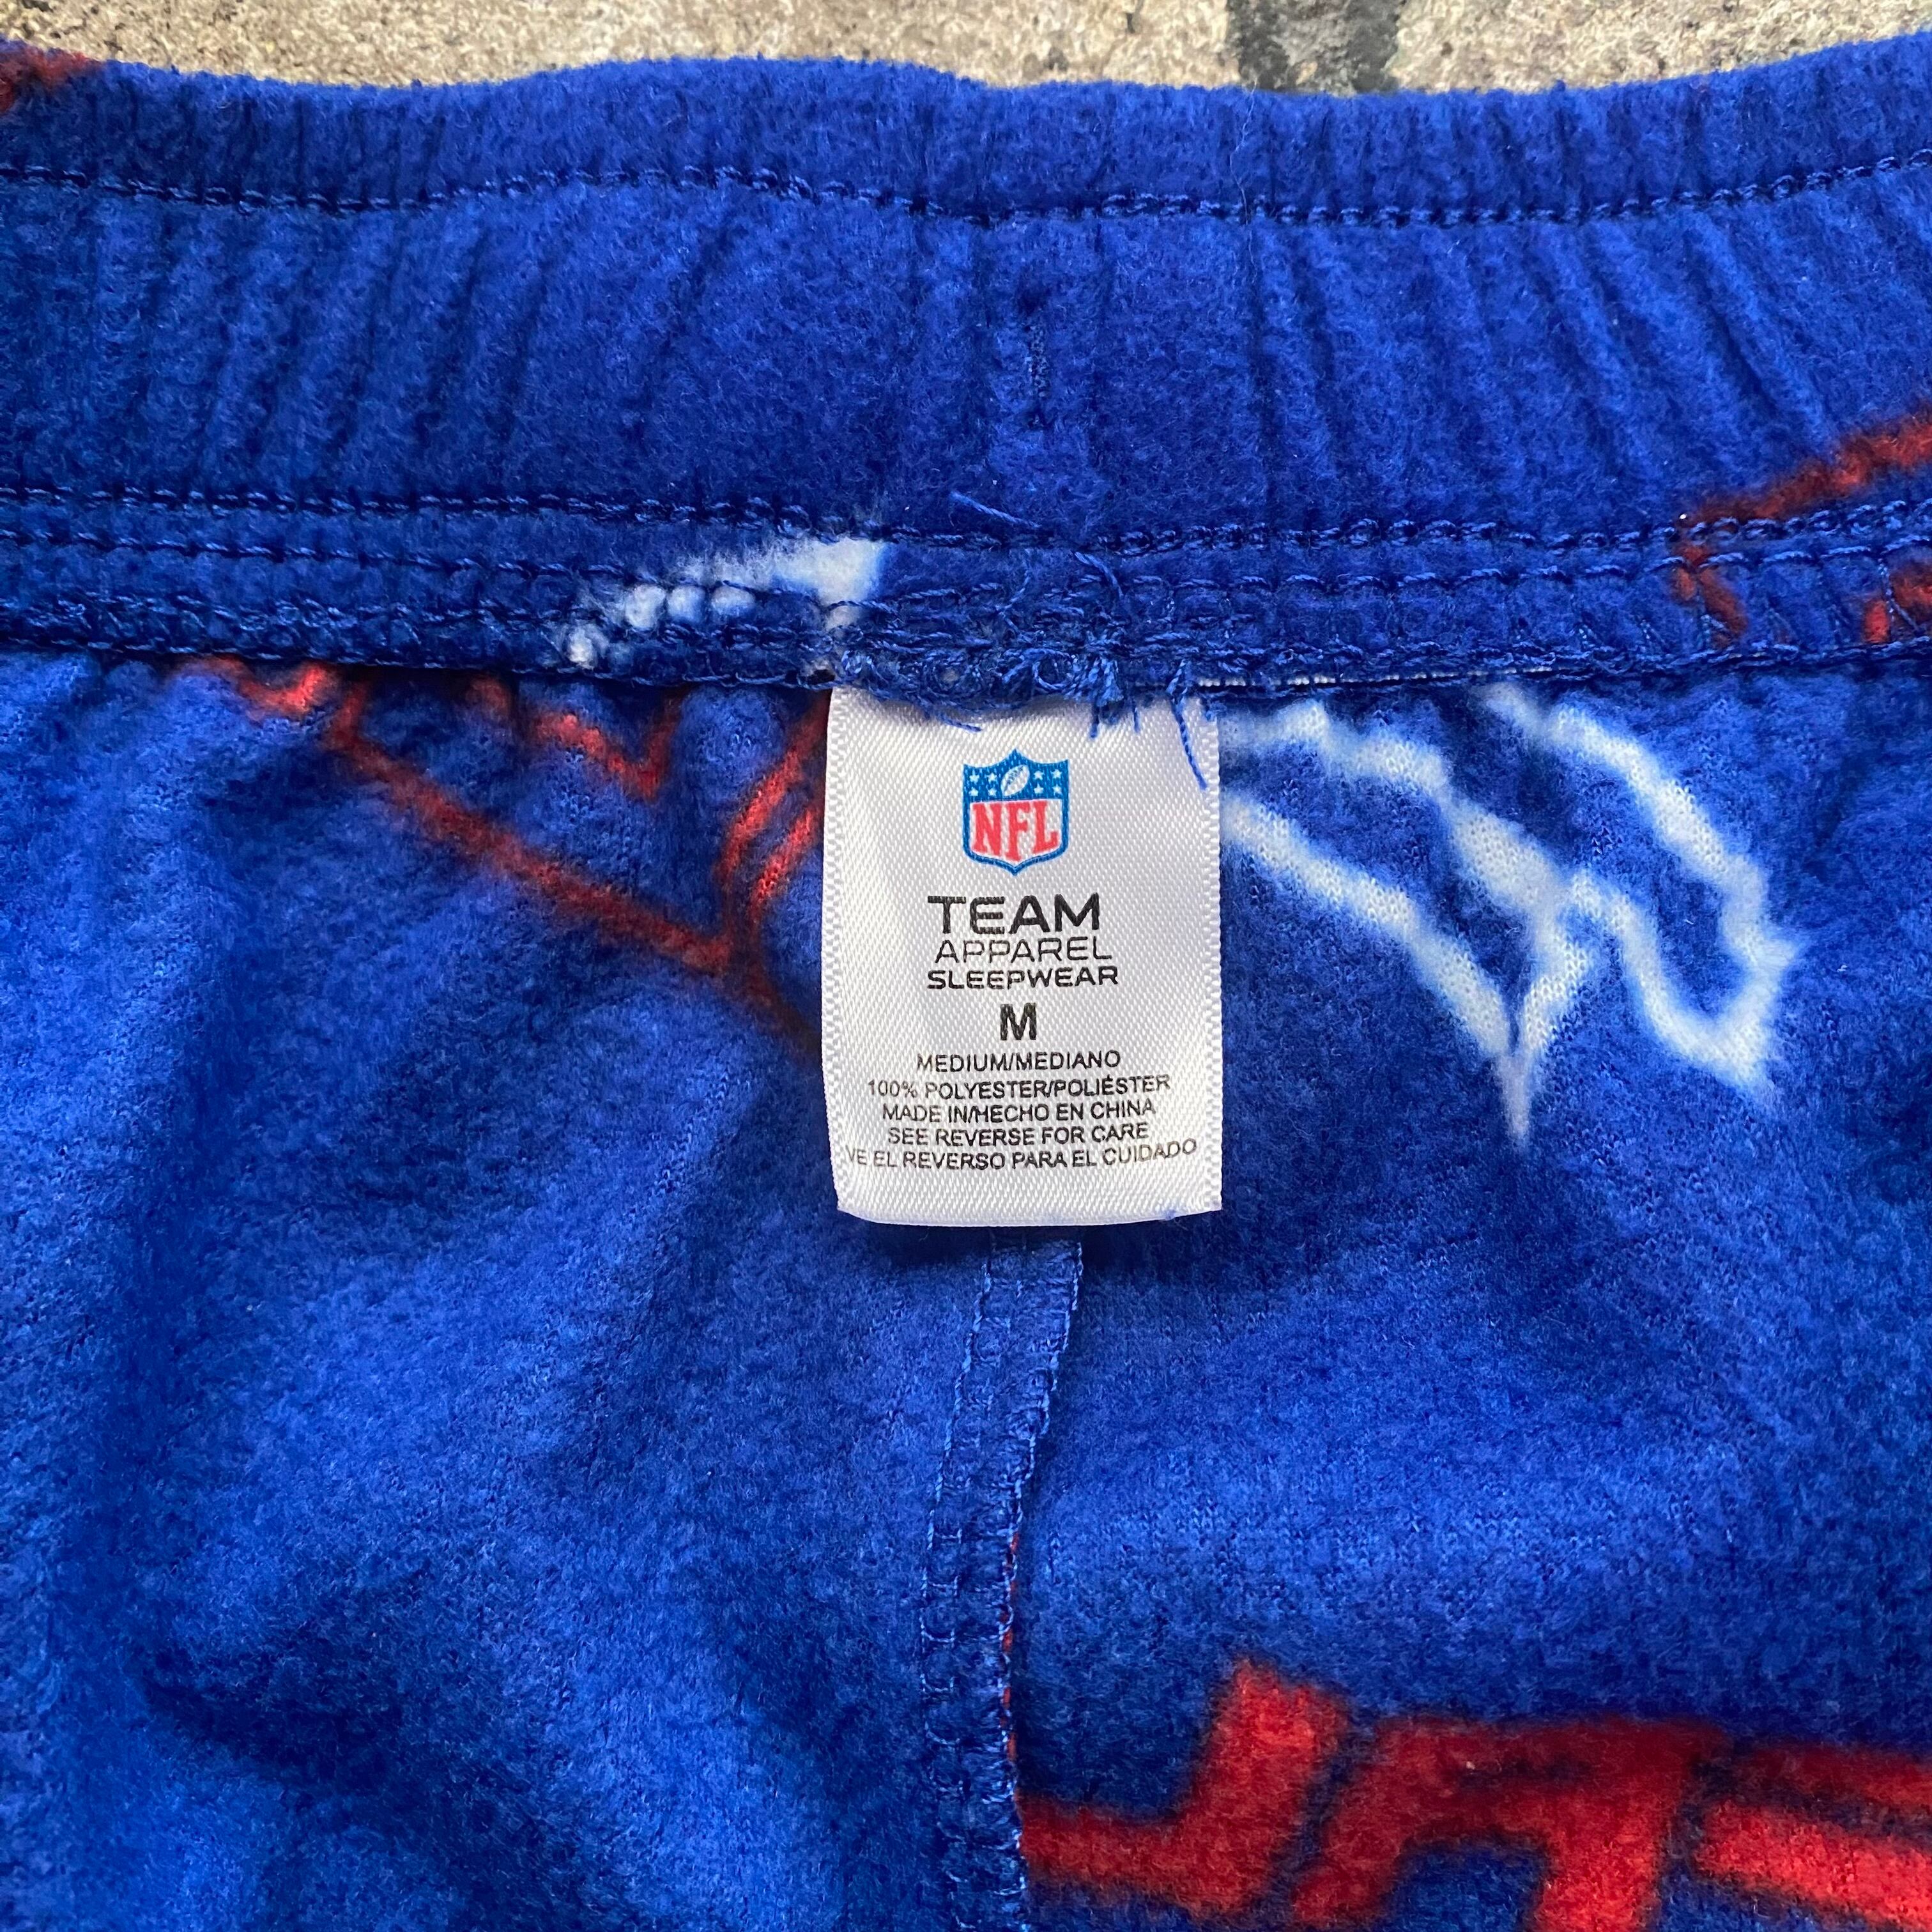 NFL
TEAM
APPAREL
SLEEPWEAR
M
MEDIUM/MEDIANO
100% POLYESTER/POLIÉSTER
MADE IN/HECHO EN CHINA
SEE REVERSE FOR CARE
VE EL REVERSO PARA EL CUIDADO